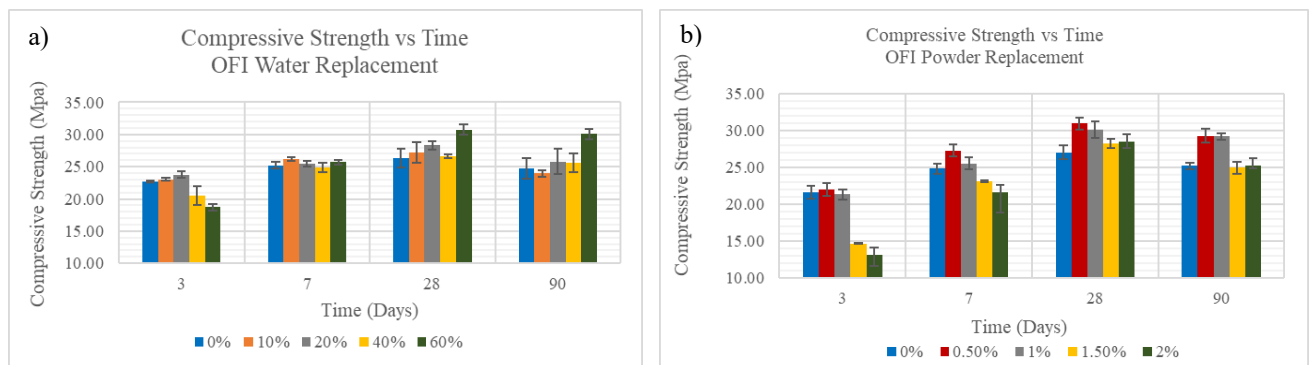 a)
Compressive Strength vs Time
OFI Water Replacement
Compressive Strength (Mpa)
35.00
30.00
25.00
20.00
15.00
10.00
3 7 28 90
Time (Days)
0% 10% 20% 40% 60%
b)
Compressive Strength vs Time
OFI Powder Replacement
Compressive Strength (Mpa)
35.00
30.00
25.00
20.00
15.00
10.00
3 7 28 90
Time (Days)
0% 0.50% 1% 1.50% 2%